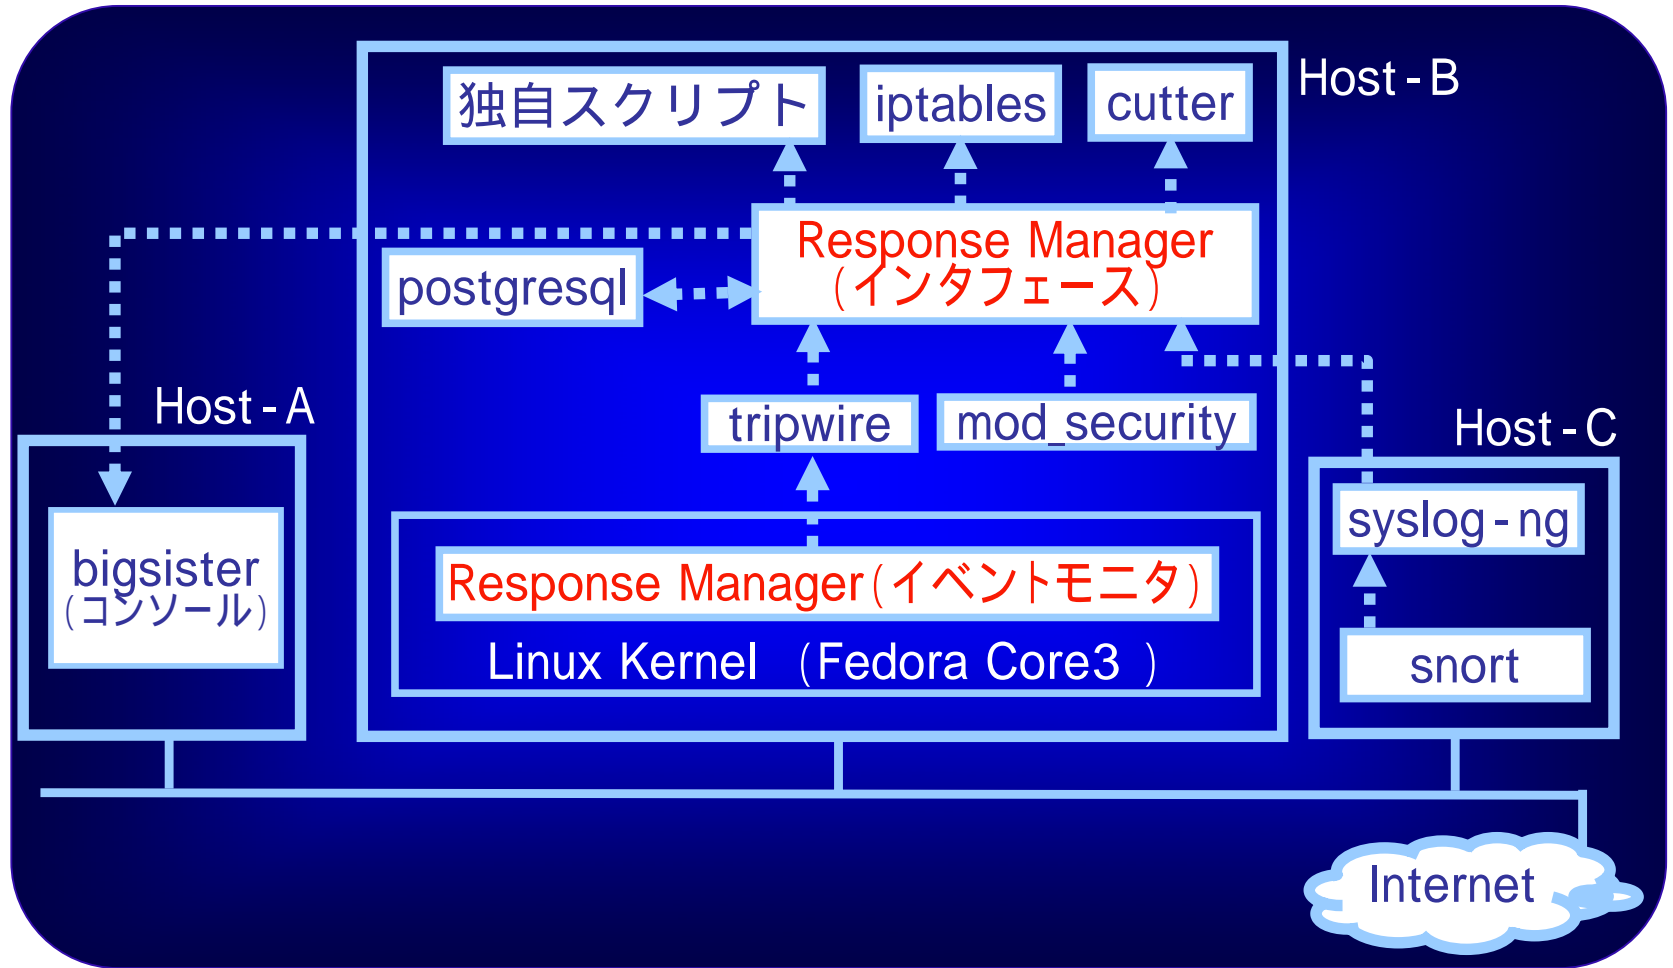 Host-B
独自スクリプト
iptables
cutter
Response Manager
(インタフェース)
postgresql
Host-A
tripwire
mod_security
Host-C
bigsister
(コンソール)
syslog-ng
Response Manager(イベントモニタ)
Linux Kernel (Fedora Core3 )
snort
Internet